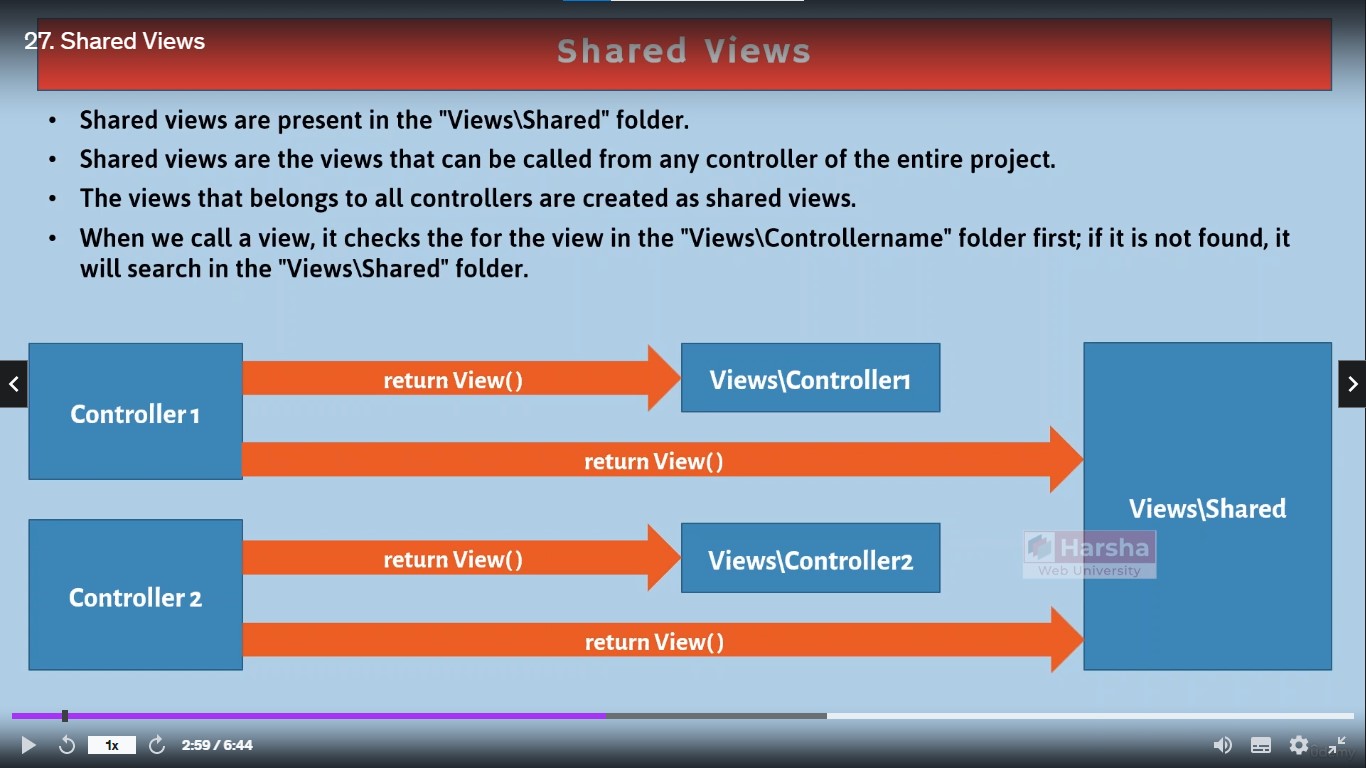 27. Shared Views
Shared Views
• Shared views are present in the "Views\Shared" folder.
• Shared views are the views that can be called from any controller of the entire project.
• The views that belongs to all controllers are created as shared views.
• When we call a view, it checks the for the view in the "Views\Controllername" folder first; if it is not found, it
will search in the "Views\Shared" folder.
Controller 1
return View()
Views\Controller1
return View()
Views\Shared
Controller 2
return View()
Views\Controller2
return View()
Harsha
Web University
1x
2:59 / 6:44